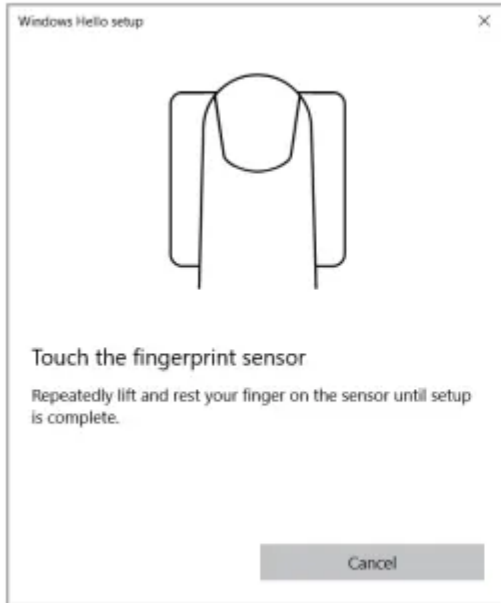 Windows Hello setup
Touch the fingerprint sensor
Repeatedly lift and rest your finger on the sensor until setup
is complete.
Cancel